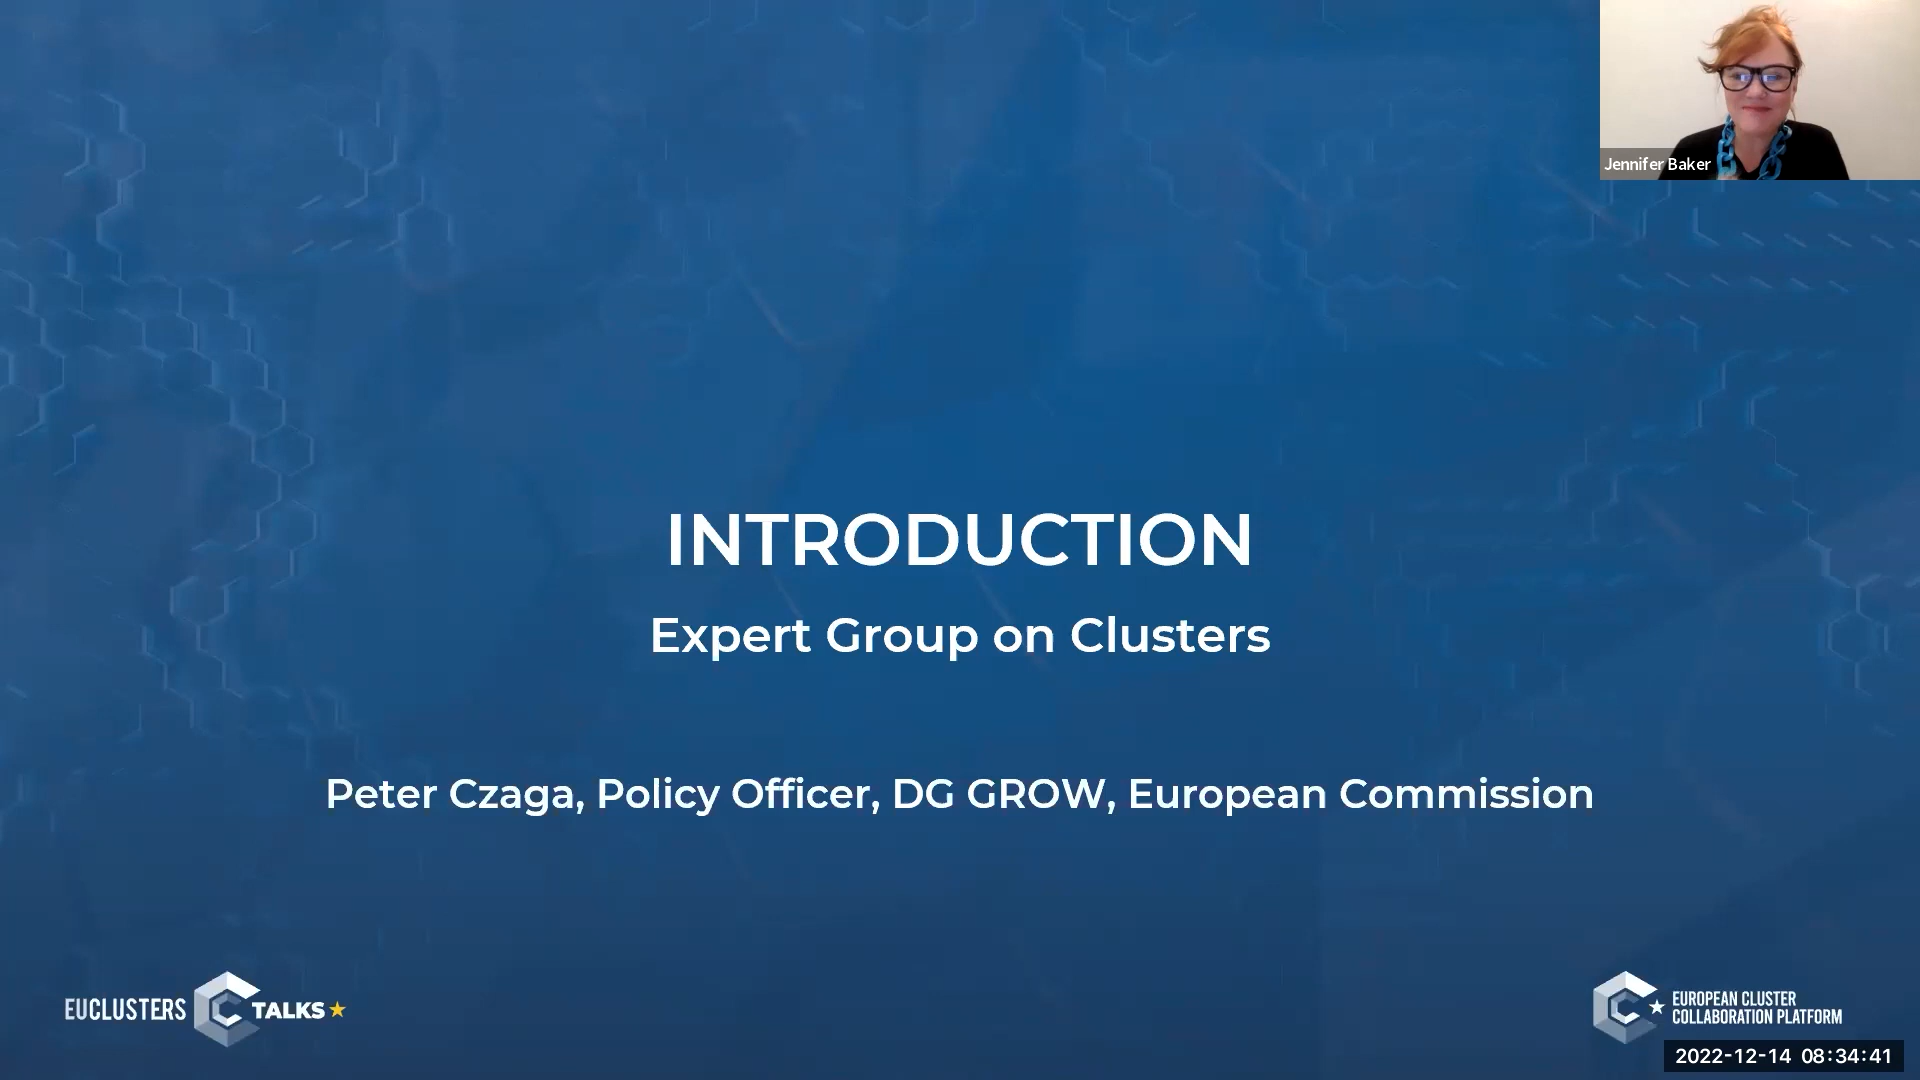 Jennifer Baker
INTRODUCTION
Expert Group on Clusters
Peter Czaga, Policy Officer, DG GROW, European Commission
EUCLUSTERS TALKS
EUROPEAN CLUSTER
COLLABORATION PLATFORM
2022-12-14 08:34:41